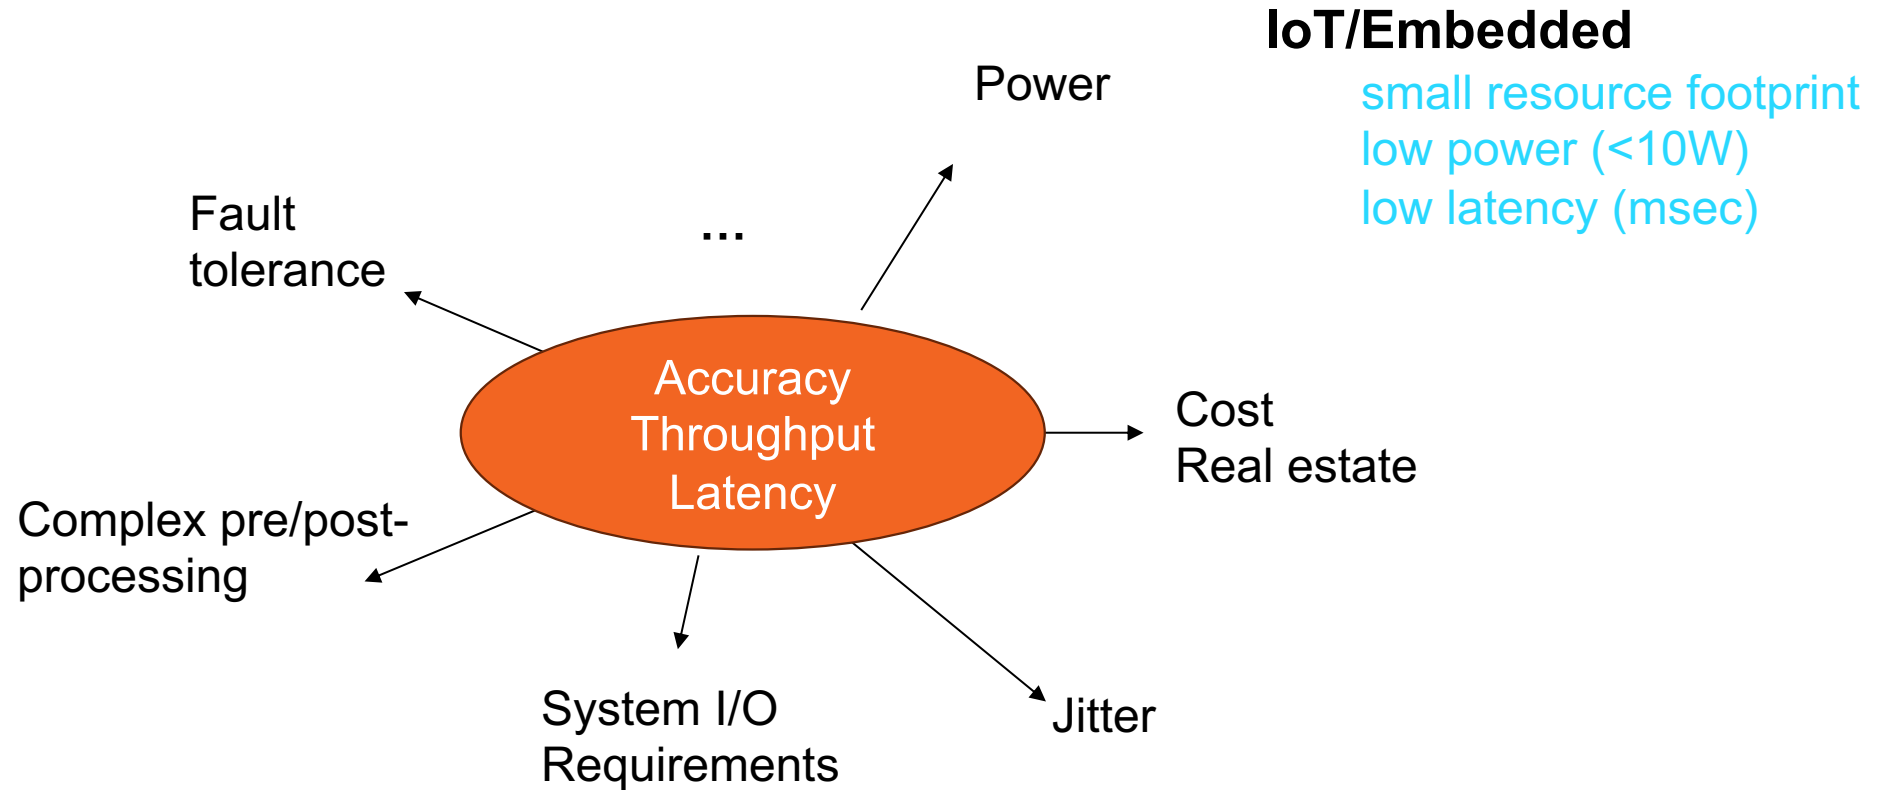 IoT/Embedded
small resource footprint
low power (<10W)
low latency (msec)
Power
Fault
tolerance
...
Accuracy
Throughput
Latency
Cost
Real estate
Complex pre/post-
processing
System I/O
Requirements
Jitter